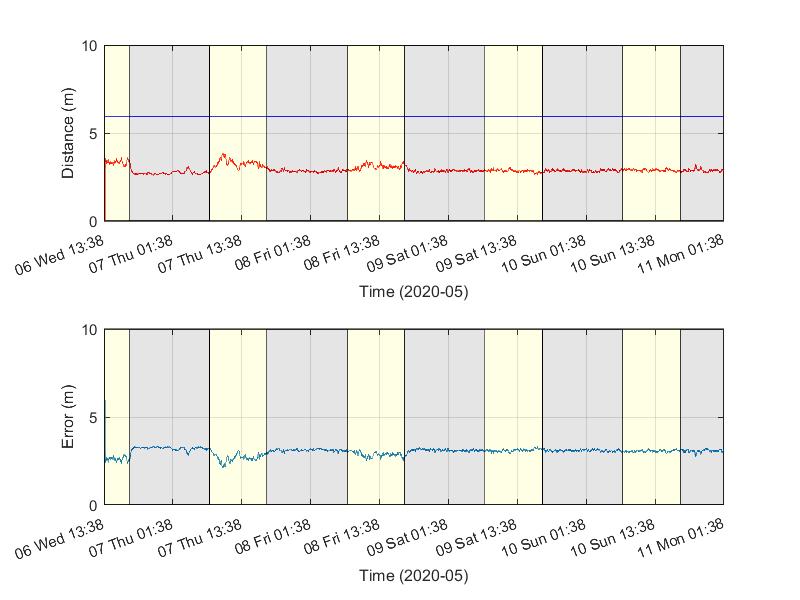 10
5
0
Distance (m)
06 Wed 13:38
07 Thu 01:38
07 Thu 13:38
08 Fri 01:38
08 Fri 13:38
09 Sat 01:38
09 Sat 13:38
10 Sun 01:38
10 Sun 13:38
11 Mon 01:38
Time (2020-05)
10
5
0
Error (m)
06 Wed 13:38
07 Thu 01:38
07 Thu 13:38
08 Fri 01:38
08 Fri 13:38
09 Sat 01:38
09 Sat 13:38
10 Sun 01:38
10 Sun 13:38
11 Mon 01:38
Time (2020-05)